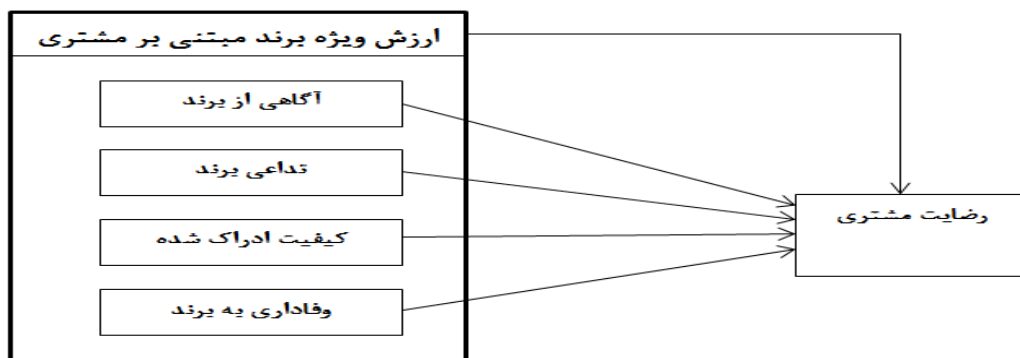 ارزش ویژه برند مبتنی بر مشتری
آگاهی از برند
تداعی برند
کیفیت ادراک شده
وفاداری به برند
رضایت مشتری